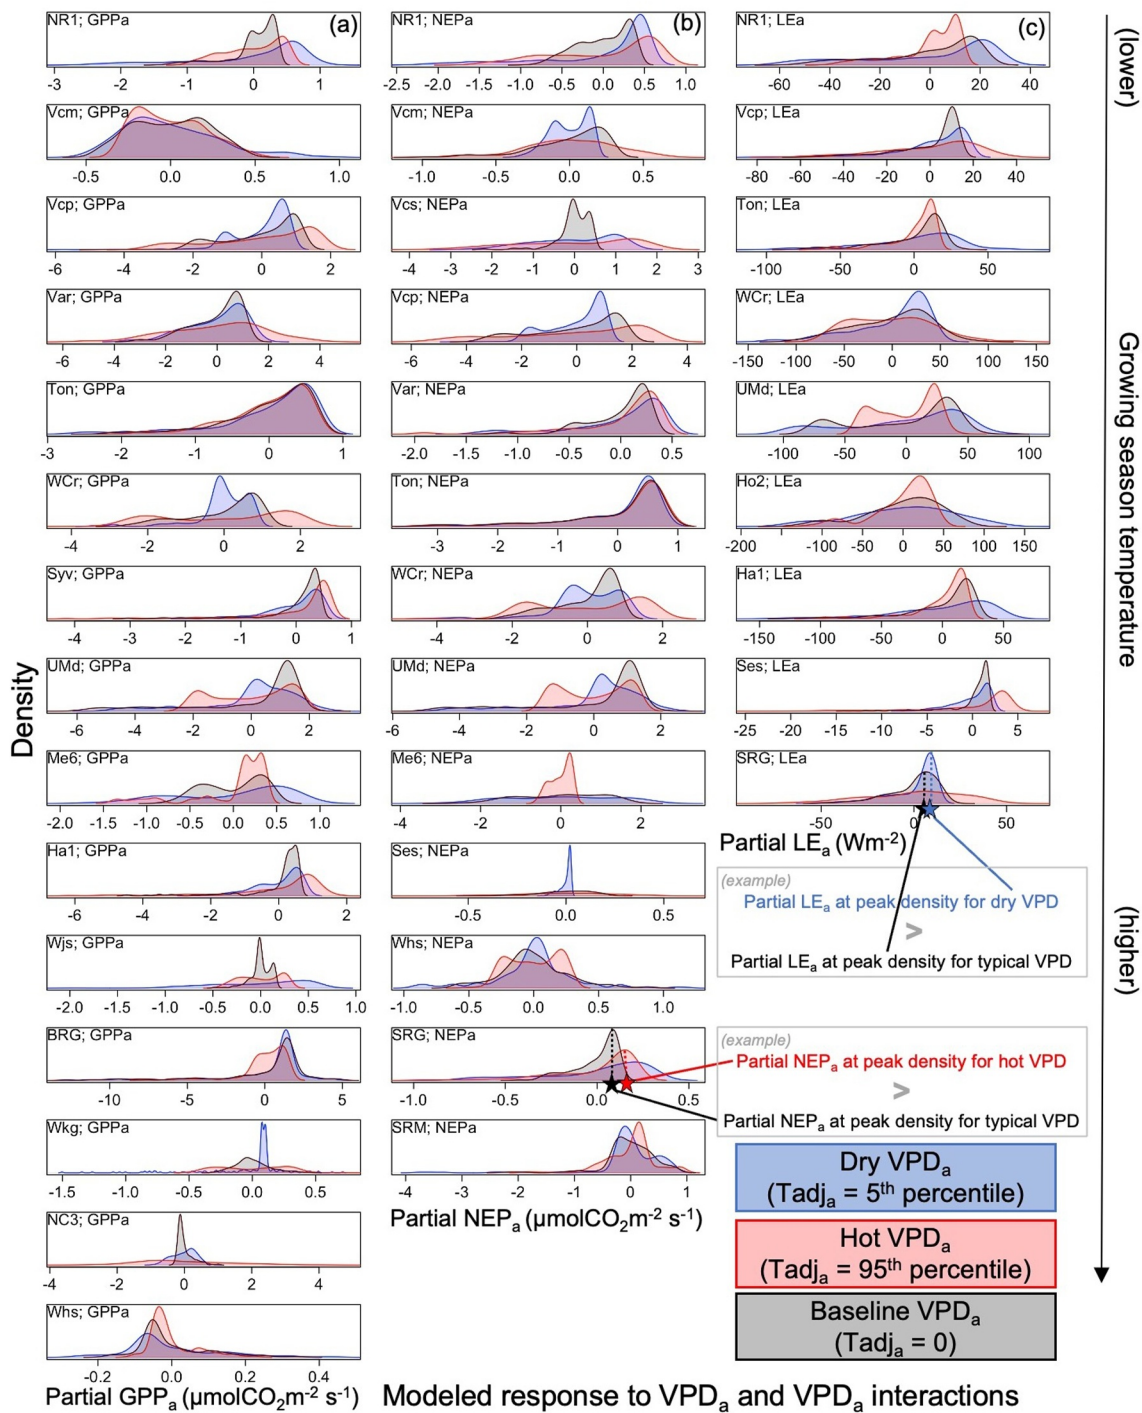 NR1; GPPa
(a)
-3 -2 -1 0 1
Vcm; GPPa
-0.5 0.0 0.5 1.0
Vcp; GPPa
-6 -4 -2 0 2
Var; GPPa
-6 -4 -2 0 2 4
Ton; GPPa
-3 -2 -1 0 1
WCr; GPPa
-4 -2 0 2
Syv; GPPa
-4 -3 -2 -1 0 1
UMd; GPPa
-6 -4 -2 0 2
Me6; GPPa
-2.0 -1.5 -1.0 -0.5 0.0 0.5 1.0
Ha1; GPPa
-6 -4 -2 0 2
Wjs; GPPa
-2.0 -1.5 -1.0 -0.5 0.0 0.5 1.0
BRG; GPPa
-10 -5 0 5
Wkg; GPPa
-1.5 -1.0 -0.5 0.0 0.5
NC3; GPPa
-4 -2 0 2 4
Whs; GPPa
-0.2 0.0 0.2 0.4
Partial GPPa (µmolCO2m-2 s-1)
Density
NR1; NEPa
(b)
-2.5 -2.0 -1.5 -1.0 -0.5 0.0 0.5 1.0
Vcm; NEPa
-1.0 -0.5 0.0 0.5
Vcs; NEPa
-4 -3 -2 -1 0 1 2 3
Vcp; NEPa
-6 -4 -2 0 2 4
Var; NEPa
-2.0 -1.5 -1.0 -0.5 0.0 0.5
Ton; NEPa
-3 -2 -1 0 1
WCr; NEPa
-4 -2 0 2
UMd; NEPa
-6 -4 -2 0 2
Me6; NEPa
-4 -2 0 2 4
Ses; NEPa
-0.5 0.0 0.5
Whs; NEPa
-1.0 -0.5 0.0 0.5 1.0
SRG; NEPa
-1.0 -0.5 0.0 0.5
SRM; NEPa
-4 -3 -2 -1 0 1
Partial NEPa (µmolCO2m-2 s-1)
NR1; LEa
(c)
-60 -40 -20 0 20 40
Vcp; LEa
-80 -60 -40 -20 0 20 40
Ton; LEa
-100 -50 0 50
WCr; LEa
-150 -100 -50 0 50 100 150
UMd; LEa
-100 -50 0 50 100
Ho2; LEa
-200 -100 -50 0 50 100 150
Ha1; LEa
-150 -100 -50 0 50
Ses; LEa
-25 -20 -15 -10 -5 0 5
SRG; LEa
-50 0 50
Partial LEa (Wm-2)
(example)
Partial LEa at peak density for dry VPD
>
Partial LEa at peak density for typical VPD
(example)
Partial NEPa at peak density for hot VPD
>
Partial NEPa at peak density for typical VPD
Dry VPDa
(Tadja = 5th percentile)
Hot VPDa
(Tadja = 95th percentile)
Baseline VPDa
(Tadja = 0)
(lower)
Growing season temperature
(higher)
Modeled response to VPDa and VPDa interactions